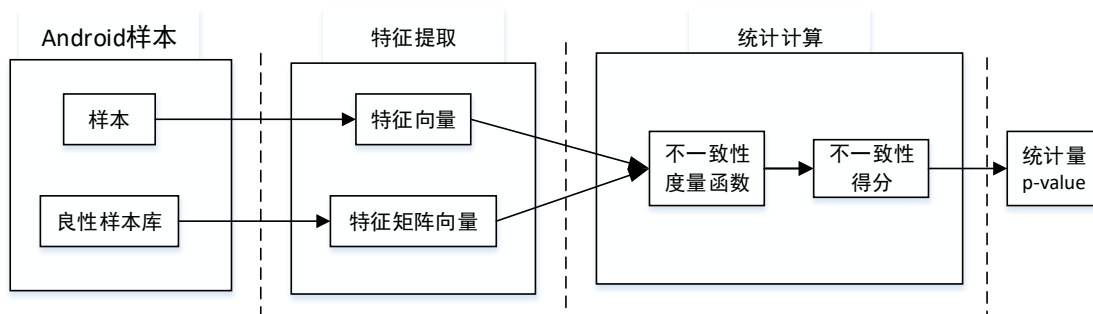 Android样本
特征提取
统计计算
样本
特征向量
不一致性
度量函数
不一致性
得分
统计量
p-value
良性样本库
特征矩阵向量